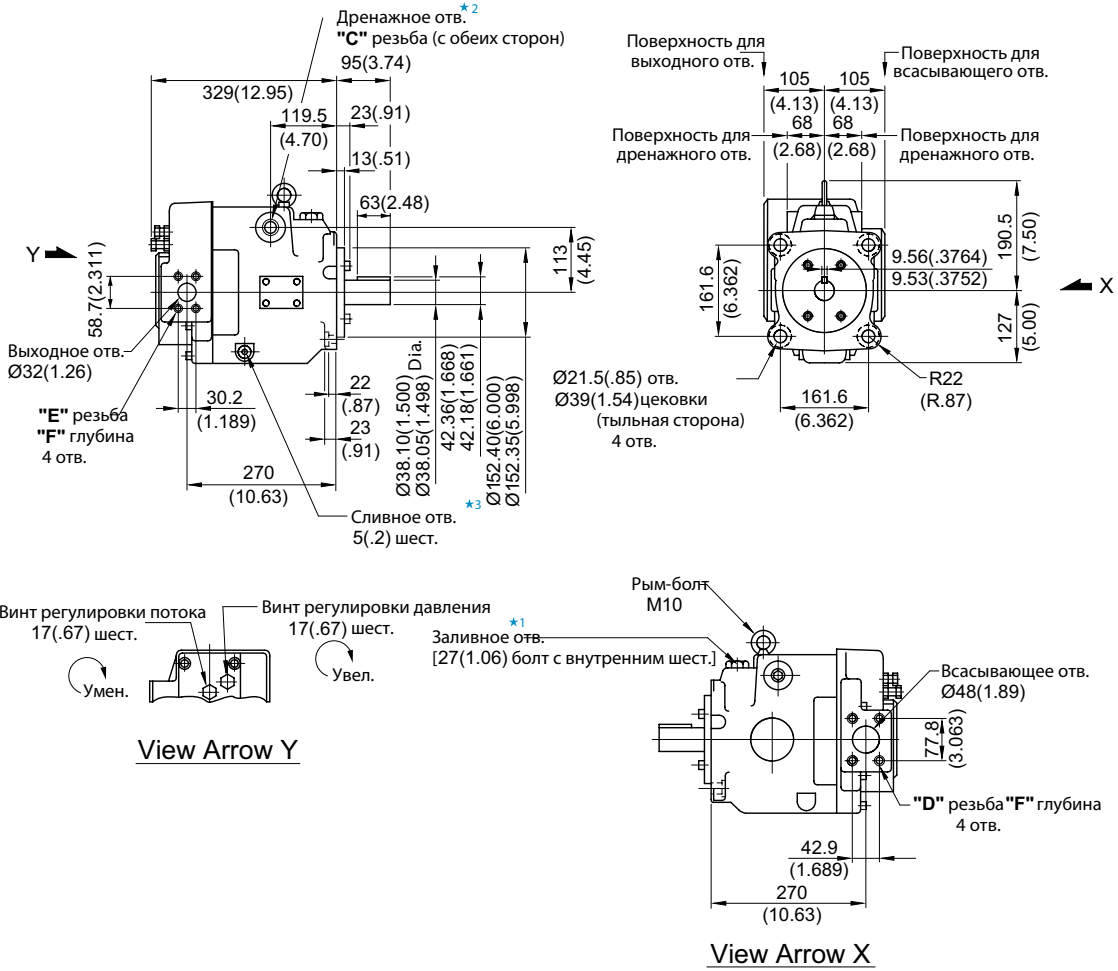 Дренажное отв.★2
"C" резьба (с обеих сторон)
95(3.74)
329(12.95)
119.5
(4.70)
23(.91)
13(.51)
63(2.48)
Y
58.7(2.311)
113
(4.45)
Выходное отв.
Ø32(1.26)
"E" резьба
"F" глубина
4 отв.
30.2
(1.189)
22
(.87)
23
(.91)
270
(10.63)
Ø38.10(1.500)
Ø38.05(1.498) Dia.
42.36(1.668)
42.18(1.661)
Ø152.40(6.000)
Ø152.35(5.998)
Сливное отв.★3
5(.2) шест.
Поверхность для
выходного отв.
Поверхность для
всасывающего отв.
105
(4.13)
105
(4.13)
68
(2.68)
68
(2.68)
Поверхность для
дренажного отв.
Поверхность для
дренажного отв.
190.5
(7.50)
9.56(.3764)
9.53(.3752)
X
161.6
(6.362)
127
(5.00)
Ø21.5(.85) отв.
Ø39(1.54)цековки
(тыльная сторона)
4 отв.
R22
(R.87)
161.6
(6.362)
Винт регулировки потока
17(.67) шест.
Винт регулировки давления
17(.67) шест.
Умен.
Увел.
View Arrow Y
Рым-болт
M10
★1
Заливное отв.
[27(1.06) болт с внутренним шест.]
Всасывающее отв.
Ø48(1.89)
77.8
(3.063)
"D" резьба "F" глубина
4 отв.
42.9
(1.689)
270
(10.63)
View Arrow X